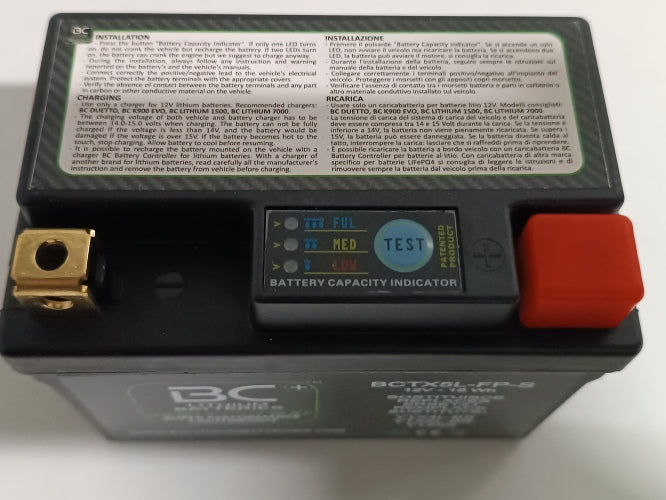 BC
INSTALLATION
- Press the button "Battery Capacity Indicator". If only one LED turns
on, do not crank the vehicle but recharge the battery. If two LEDs turn
on, the battery can crank the engine but we suggest to charge anyway.
- During the installation, always follow any instruction and warning
reported on the battery's and the vehicle's manuals.
- Connect correctly the positive/negative lead to the vehicle's electrical
system. Protect the battery terminals with the appropriate covers.
- Verify the absence of contact between the battery terminals and any part
in carbon or other conductive material on the vehicle.
CHARGING
- Use only a charger for 12V lithium batteries. Recommended chargers:
BC DUETTO, BC K900 EVO, BC LITHIUM 1500, BC LITHIUM 7000.
- The charging voltage of both vehicle and battery charger has to be
between 14.0-15.0 volts when charging. The battery can not be fully
charged if the voltage is less than 14V, and the battery would be
damaged if the voltage is over 15V. If the battery becomes hot to the
touch, stop charging. Allow battery to cool before resuming.
- It is possible to recharge the battery mounted on the vehicle with a
charger BC Battery Controller for lithium batteries. With a charger of
another brand for lithium batteries, read carefully all the manufacturer's
instruction and remove the battery from vehicle before charging.
INSTALLAZIONE
- Premere il pulsante "Battery Capacity Indicator". Se si accende un solo
LED, non avviare il veicolo ma ricaricare la batteria. Se si accendono due
LED, la batteria può avviare il motore, si consiglia la ricarica.
- Durante l'installazione della batteria, seguire sempre le istruzioni sul
manuale della batteria e del veicolo.
- Collegare correttamente i terminali positivo/negativo all'impianto del
veicolo. Proteggere i morsetti con gli appositi copri morsetto.
- Verificare l'assenza di contatto tra i morsetti batteria e parti in carbonio o
altro materiale conduttivo installato sul veicolo.
RICARICA
- Usare solo un caricabatteria per batterie litio 12V. Modelli consigliati:
BC DUETTO, BC K900 EVO, BC LITHIUM 1500, BC LITHIUM 7000.
- La tensione di carica del sistema di carica del veicolo e del caricabatterie
deve essere compresa tra 14 e 15 Volt durante la carica. Se la tensione è
inferiore a 14V, la batteria non viene pienamente ricaricata. Se supera i
15V, la batteria può essere danneggiata. Se la batteria diventa calda al
tatto, interrompere la carica: lasciare che si raffreddi prima di riprendere.
- È possibile ricaricare la batteria a bordo veicolo con un caricabatteria BC
Battery Controller per batterie al litio. Con caricabatteria di altra marca
specifico per batterie LiFePO4 si consiglia di leggere le istruzioni e di
rimuovere sempre la batteria dal veicolo prima della ricarica.
FUL
MED
LOW
TEST
PATENTED
PRODUCT
BATTERY CAPACITY INDICATOR
BC
LITHIUM
BATTERIES
BCTX5L-FP-S
12V - 18 Wh
SOSTITUISCE